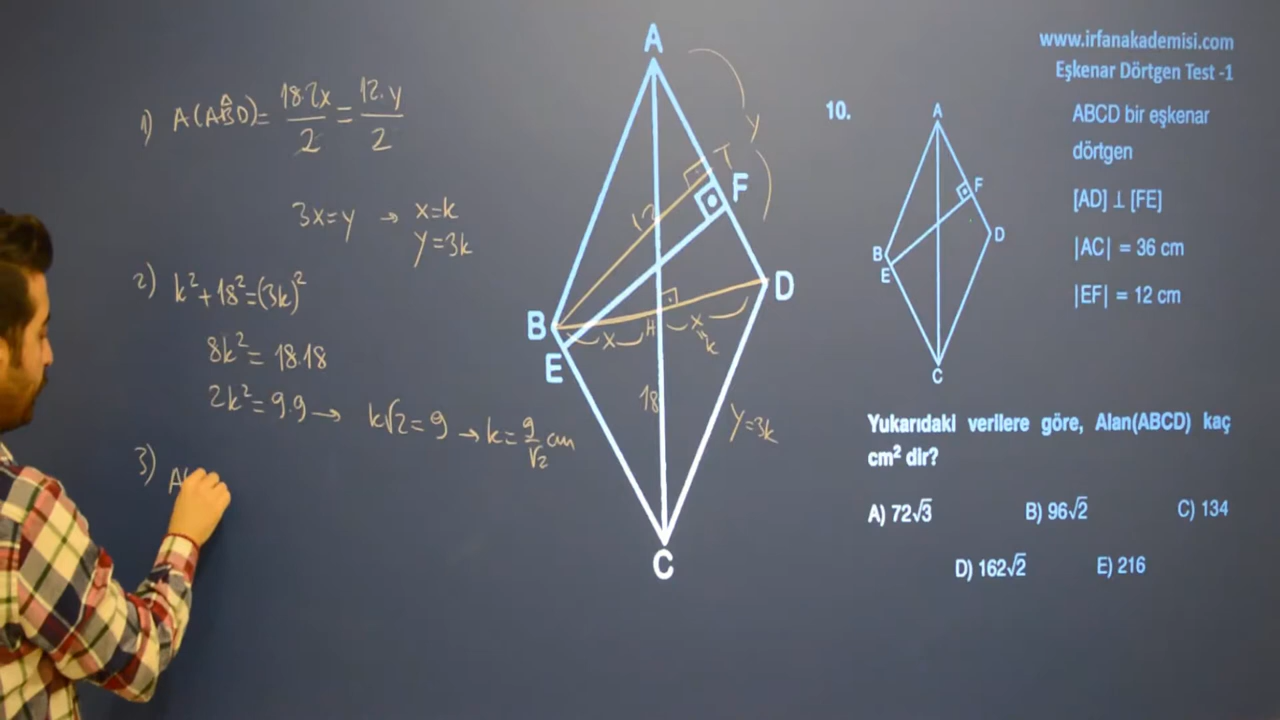 1) A(ABD) = 18.2x/2 = 12.y/2
3x=y → x=k
y=3k
2) k²+18²=(3k)²
8k²= 18.18
2k²= 9.9 → k√2 = 9 → k = 9/√2 cm
3) A(
A
y
T
F
12
D
B
H
x
x
k
E
18
y=3k
C
www.irfanakademisi.com
Eşkenar Dörtgen Test -1
10.
A
F
D
B
E
C
ABCD bir eşkenar
dörtgen
[AD] ⊥ [FE]
|AC| = 36 cm
|EF| = 12 cm
Yukarıdaki verilere göre, Alan(ABCD) kaç
cm² dir?
A) 72√3 B) 96√2 C) 134
D) 162√2 E) 216